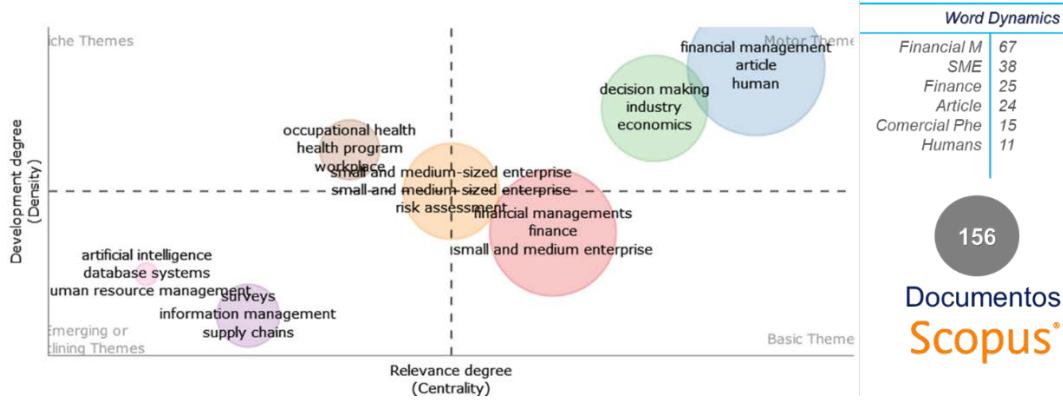 iche Themes
Motor Theme
financial management
article
human
decision making
industry
economics
occupational health
health program
workplace
small and medium-sized enterprise
small and medium-sized enterprise
risk assessment
financial managements
finance
small and medium enterprise
artificial intelligence
database systems
uman resource management
surveys
information management
supply chains
Emerging or
clining Themes
Basic Theme
Development degree
(Density)
Relevance degree
(Centrality)
Word Dynamics
Financial M 67
SME 38
Finance 25
Article 24
Comercial Phe 15
Humans 11
156
Documentos
Scopus®